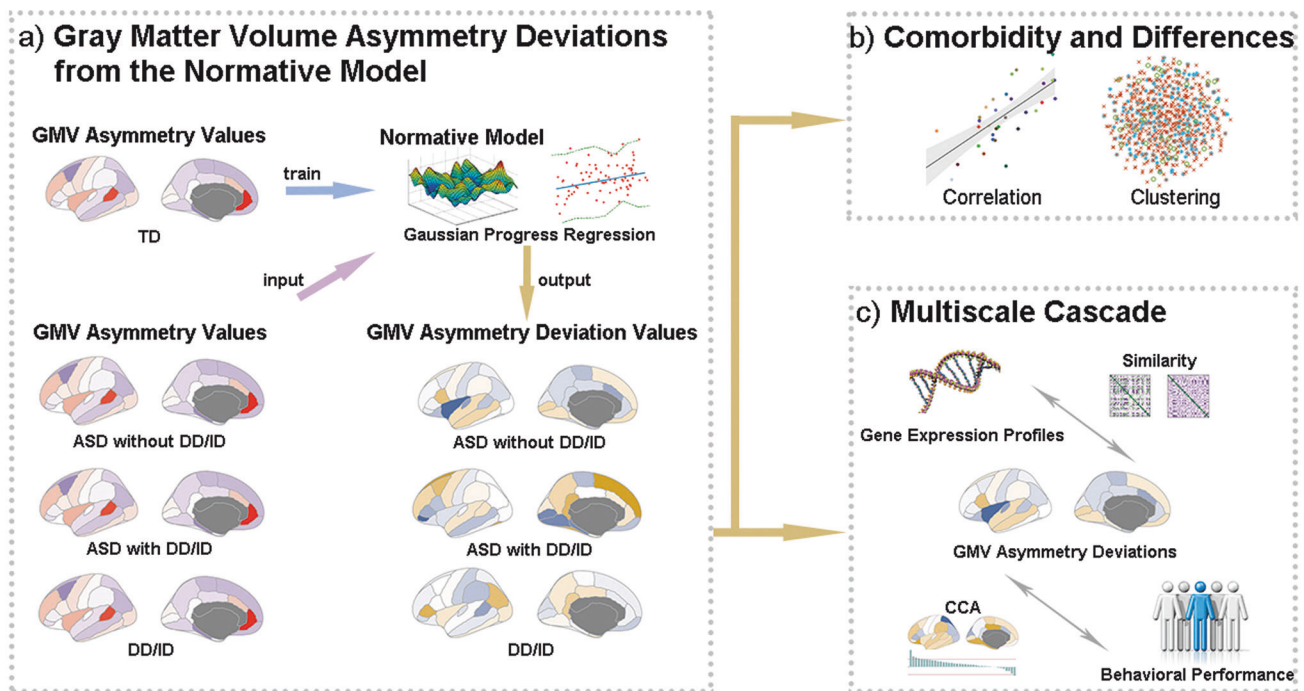 a) Gray Matter Volume Asymmetry Deviations
from the Normative Model
GMV Asymmetry Values
TD
train
Normative Model
Gaussian Progress Regression
input
output
GMV Asymmetry Values
ASD without DD/ID
ASD with DD/ID
DD/ID
GMV Asymmetry Deviation Values
ASD without DD/ID
ASD with DD/ID
DD/ID
b) Comorbidity and Differences
Correlation
Clustering
c) Multiscale Cascade
Similarity
Gene Expression Profiles
GMV Asymmetry Deviations
CCA
Behavioral Performance